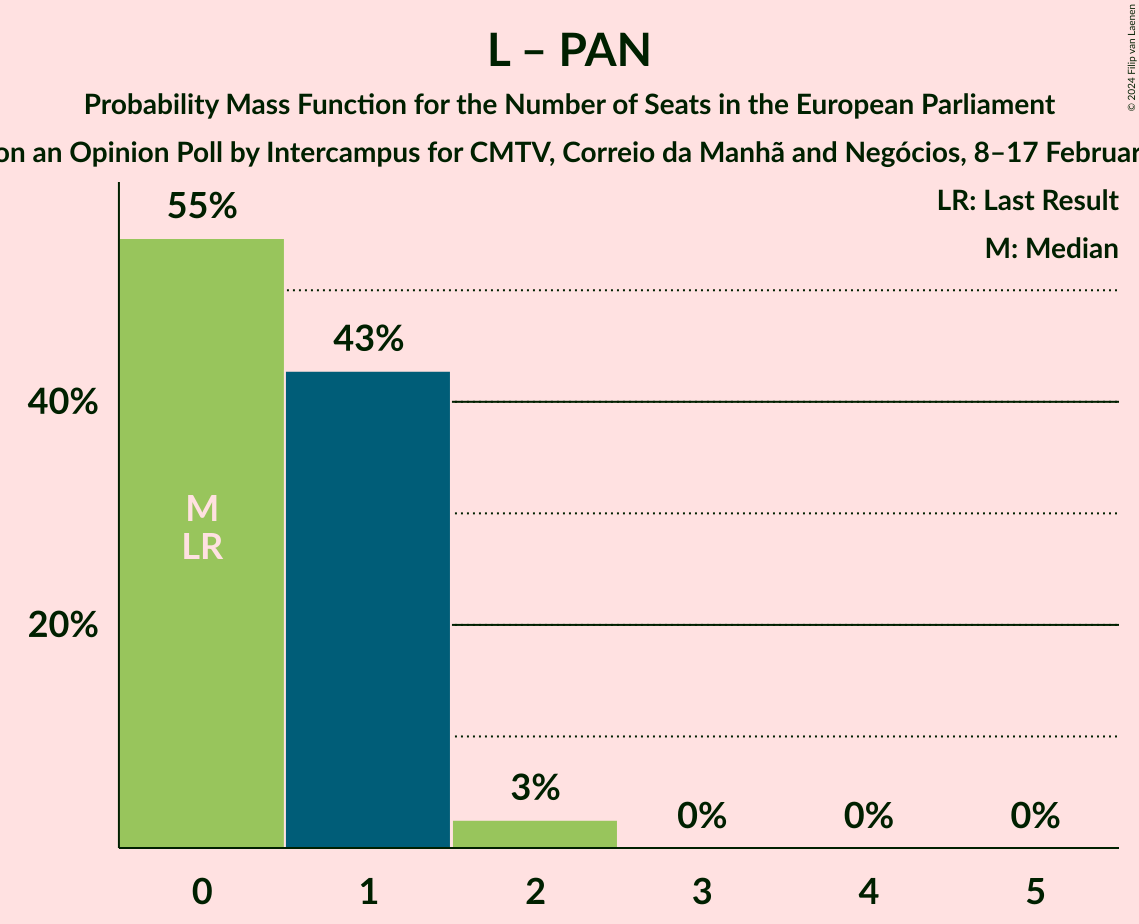 L – PAN
Probability Mass Function for the Number of Seats in the European Parliament
on an Opinion Poll by Intercampus for CMTV, Correio da Manhã and Negócios, 8–17
© 2024 Filip van Laenen
LR: Last Result
M: Median
55%
43%
40%
M
LR
20%
3%
0%
0%
0%
0
1
2
3
4
5